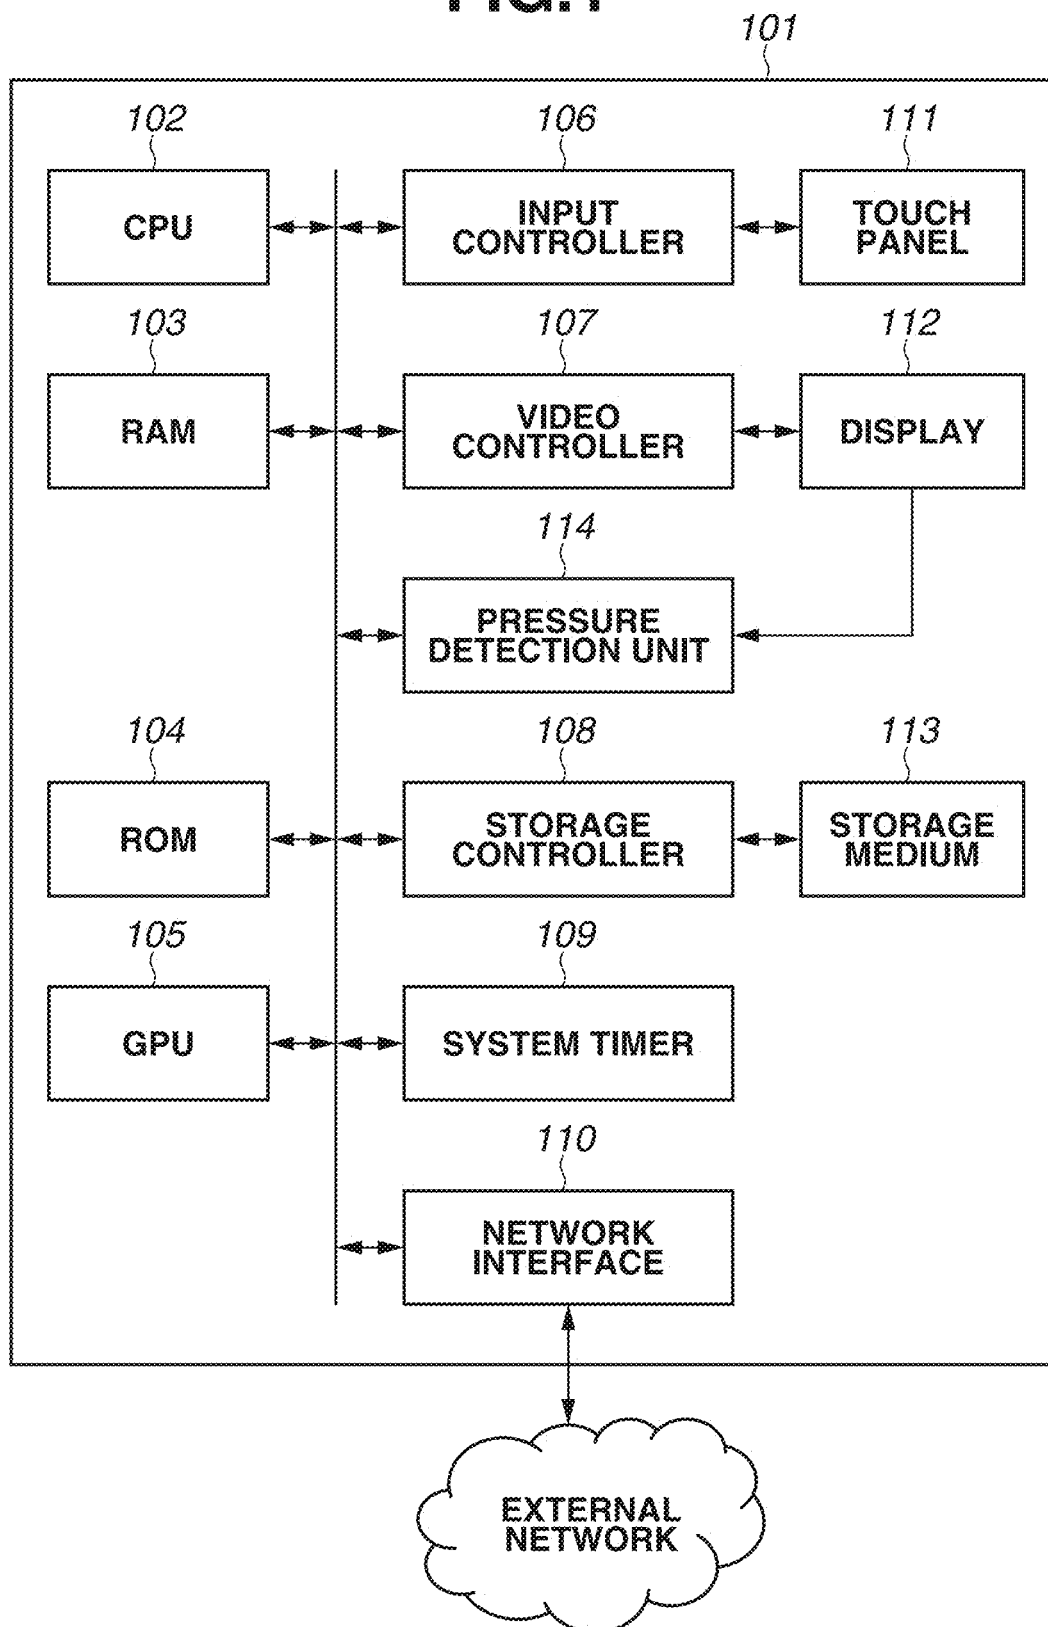 FIG.1
101
102 106 111
CPU
INPUT
CONTROLLER
TOUCH
PANEL
103 107 112
RAM
VIDEO
CONTROLLER
DISPLAY
114
PRESSURE
DETECTION UNIT
104 108 113
ROM
STORAGE
CONTROLLER
STORAGE
MEDIUM
105 109
GPU
SYSTEM TIMER
110
NETWORK
INTERFACE
EXTERNAL
NETWORK